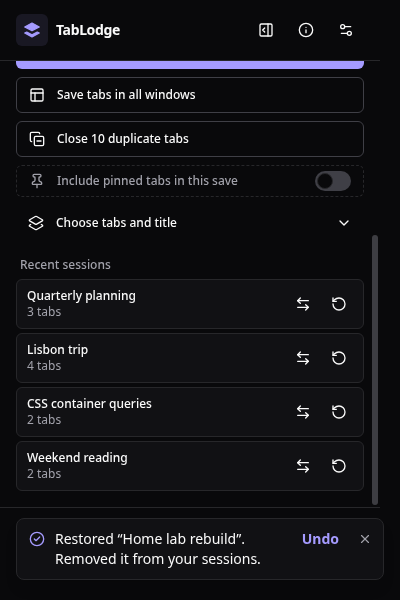 TabLodge
Save tabs in all windows
Close 10 duplicate tabs
Include pinned tabs in this save
Choose tabs and title
Recent sessions
Quarterly planning
3 tabs
Lisbon trip
4 tabs
CSS container queries
2 tabs
Weekend reading
2 tabs
Restored “Home lab rebuild”. Undo
Removed it from your sessions.